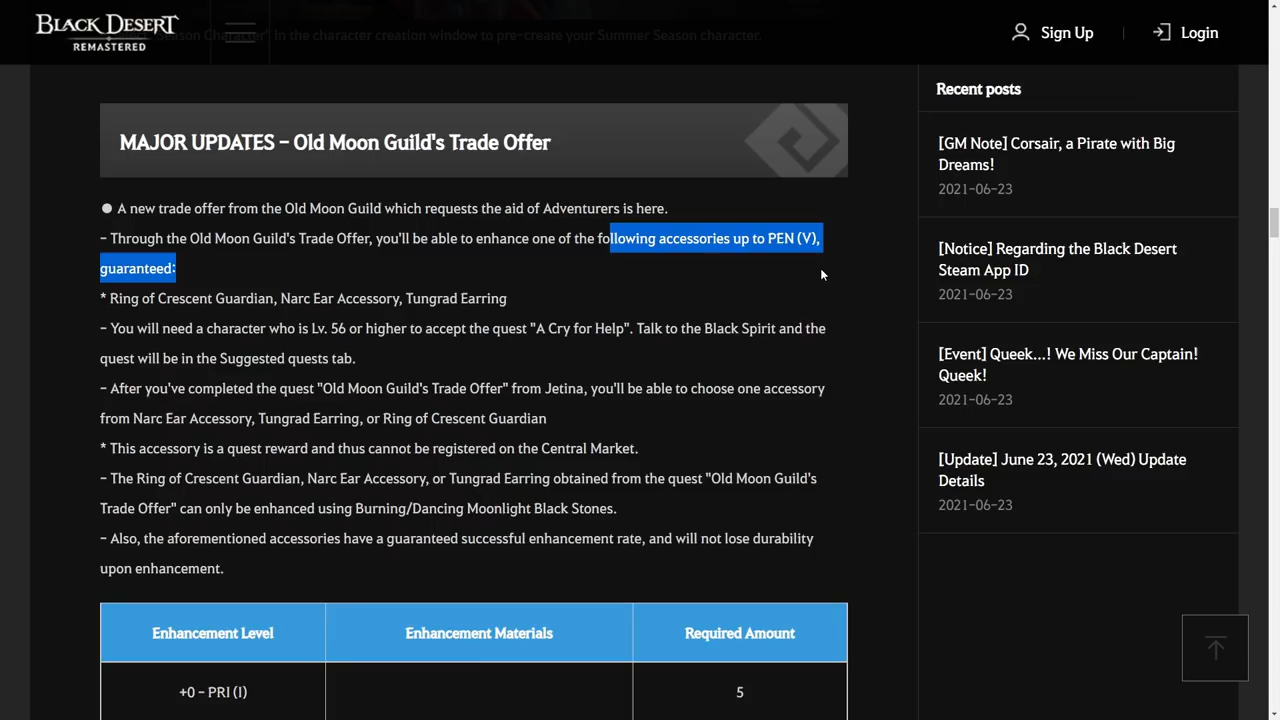 BLACK DESERT
REMASTERED
Sign Up
Login
Season Character" In the character creation window to pre-create your Summer Season character.
MAJOR UPDATES – Old Moon Guild's Trade Offer
● A new trade offer from the Old Moon Guild which requests the aid of Adventurers is here.
– Through the Old Moon Guild's Trade Offer, you'll be able to enhance one of the following accessories up to PEN (V),
guaranteed:
* Ring of Crescent Guardian, Narc Ear Accessory, Tungrad Earring
– You will need a character who is Lv. 56 or higher to accept the quest "A Cry for Help". Talk to the Black Spirit and the
quest will be in the Suggested quests tab.
– After you've completed the quest "Old Moon Guild's Trade Offer" from Jetina, you'll be able to choose one accessory
from Narc Ear Accessory, Tungrad Earring, or Ring of Crescent Guardian
* This accessory is a quest reward and thus cannot be registered on the Central Market.
– The Ring of Crescent Guardian, Narc Ear Accessory, or Tungrad Earring obtained from the quest "Old Moon Guild's
Trade Offer" can only be enhanced using Burning/Dancing Moonlight Black Stones.
– Also, the aforementioned accessories have a guaranteed successful enhancement rate, and will not lose durability
upon enhancement.
Enhancement Level
Enhancement Materials
Required Amount
+0 – PRI (I)
5
Recent posts
[GM Note] Corsair, a Pirate with Big
Dreams!
2021-06-23
[Notice] Regarding the Black Desert
Steam App ID
2021-06-23
[Event] Queek...! We Miss Our Captain!
Queek!
2021-06-23
[Update] June 23, 2021 (Wed) Update
Details
2021-06-23